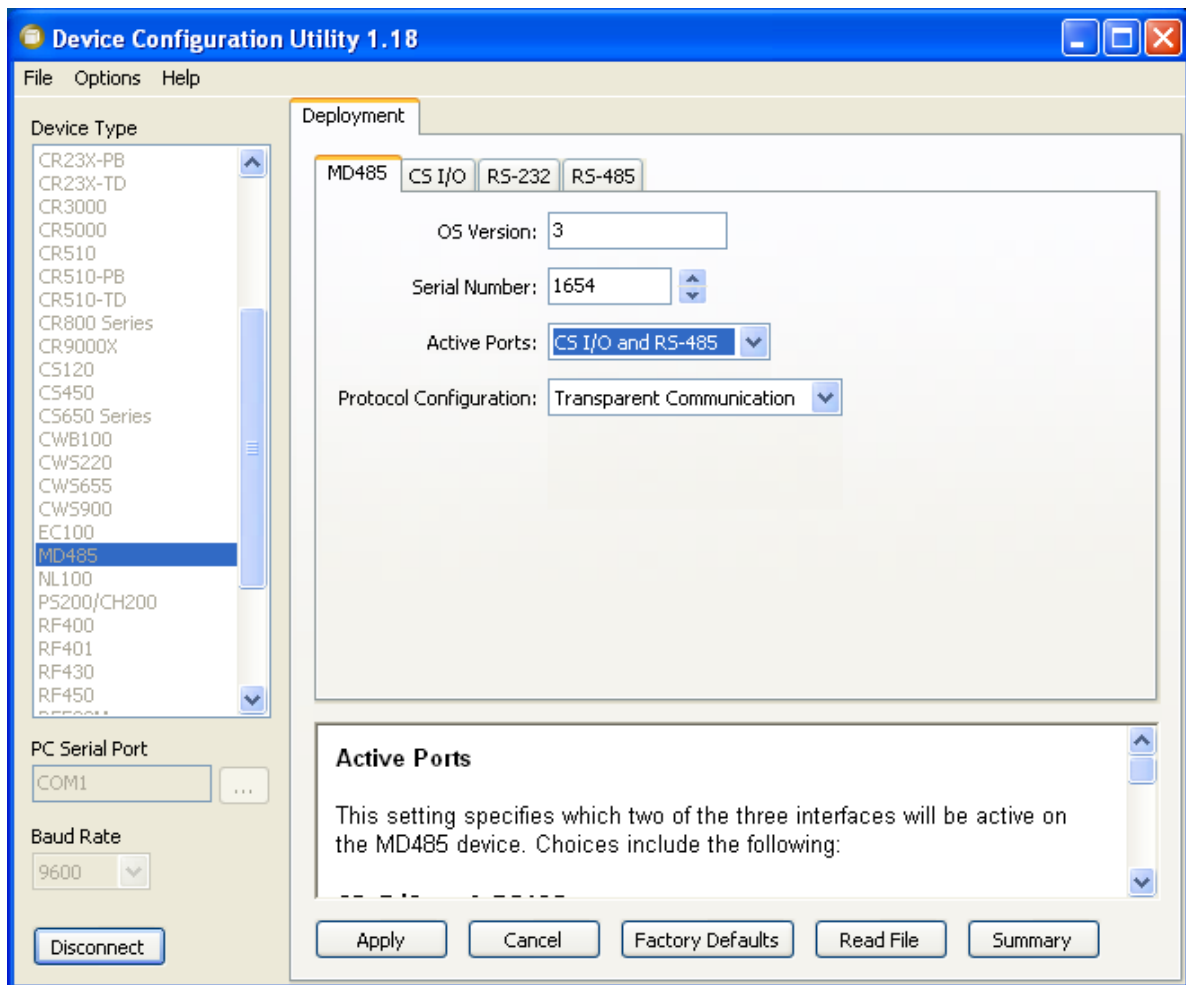 Device Configuration Utility 1.18
File Options Help
Device Type
CR23X-PB
CR23X-TD
CR3000
CR5000
CR510
CR510-PB
CR510-TD
CR800 Series
CR9000X
CS120
CS450
CS650 Series
CWB100
CWS220
CWS655
CWS900
EC100
MD485
NL100
PS200/CH200
RF400
RF401
RF430
RF450
PC Serial Port
COM1
...
Baud Rate
9600
Disconnect
Deployment
MD485 CS I/O RS-232 RS-485
OS Version: 3
Serial Number: 1654
Active Ports: CS I/O and RS-485
Protocol Configuration: Transparent Communication
Active Ports
This setting specifies which two of the three interfaces will be active on
the MD485 device. Choices include the following:
Apply Cancel Factory Defaults Read File Summary